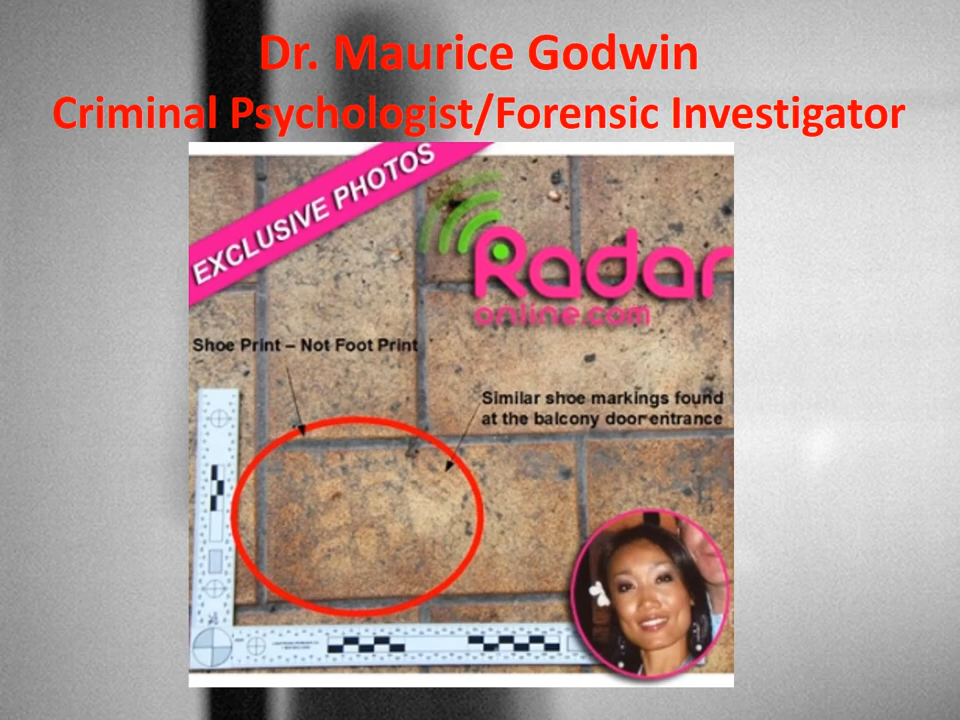 Dr. Maurice Godwin
Criminal Psychologist/Forensic Investigator
EXCLUSIVE PHOTOS
Radar
online.com
Shoe Print – Not Foot Print
Similar shoe markings found
at the balcony door entrance